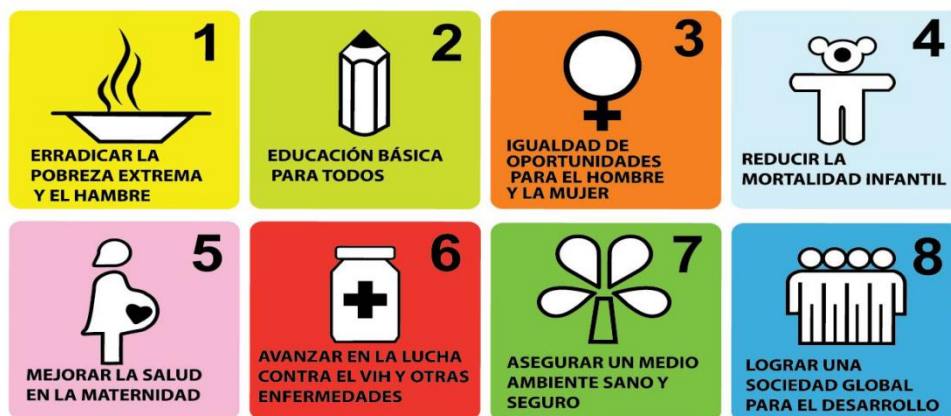 1
ERRADICAR LA
POBREZA EXTREMA
Y EL HAMBRE
2
EDUCACIÓN BÁSICA
PARA TODOS
3
IGUALDAD DE
OPORTUNIDADES
PARA EL HOMBRE
Y LA MUJER
4
REDUCIR LA
MORTALIDAD INFANTIL
5
MEJORAR LA SALUD
EN LA MATERNIDAD
6
AVANZAR EN LA LUCHA
CONTRA EL VIH Y OTRAS
ENFERMEDADES
7
ASEGURAR UN MEDIO
AMBIENTE SANO Y
SEGURO
8
LOGRAR UNA
SOCIEDAD GLOBAL
PARA EL DESARROLLO